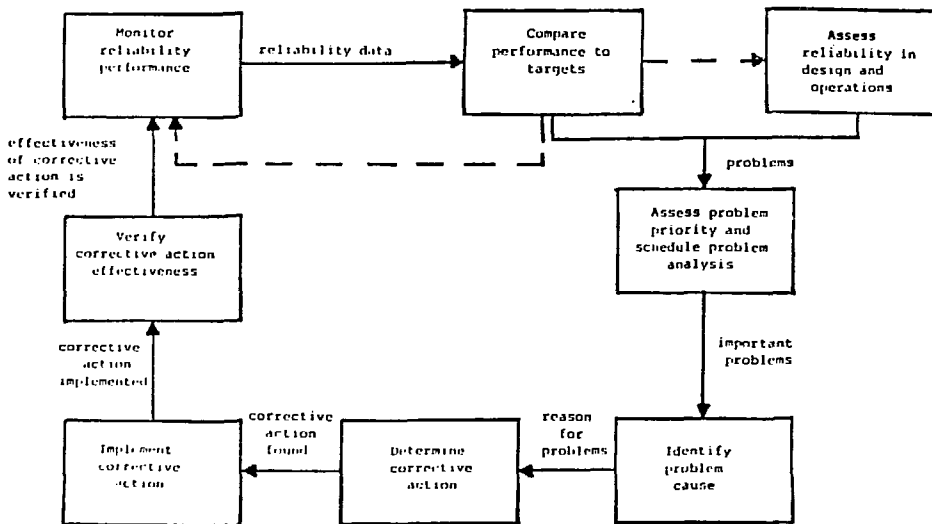 Monitor
reliability
performance
reliability data
Compare
performance to
targets
Assess
reliability in
design and
operations
effectiveness
of corrective
action is
verified
problems
Assess problem
priority and
schedule problem
analysis
Verify
corrective action
effectiveness
important
problems
corrective
action
implemented
reason
for
problems
corrective
action
found
Implement
corrective
action
Determine
corrective
action
Identify
problem
cause